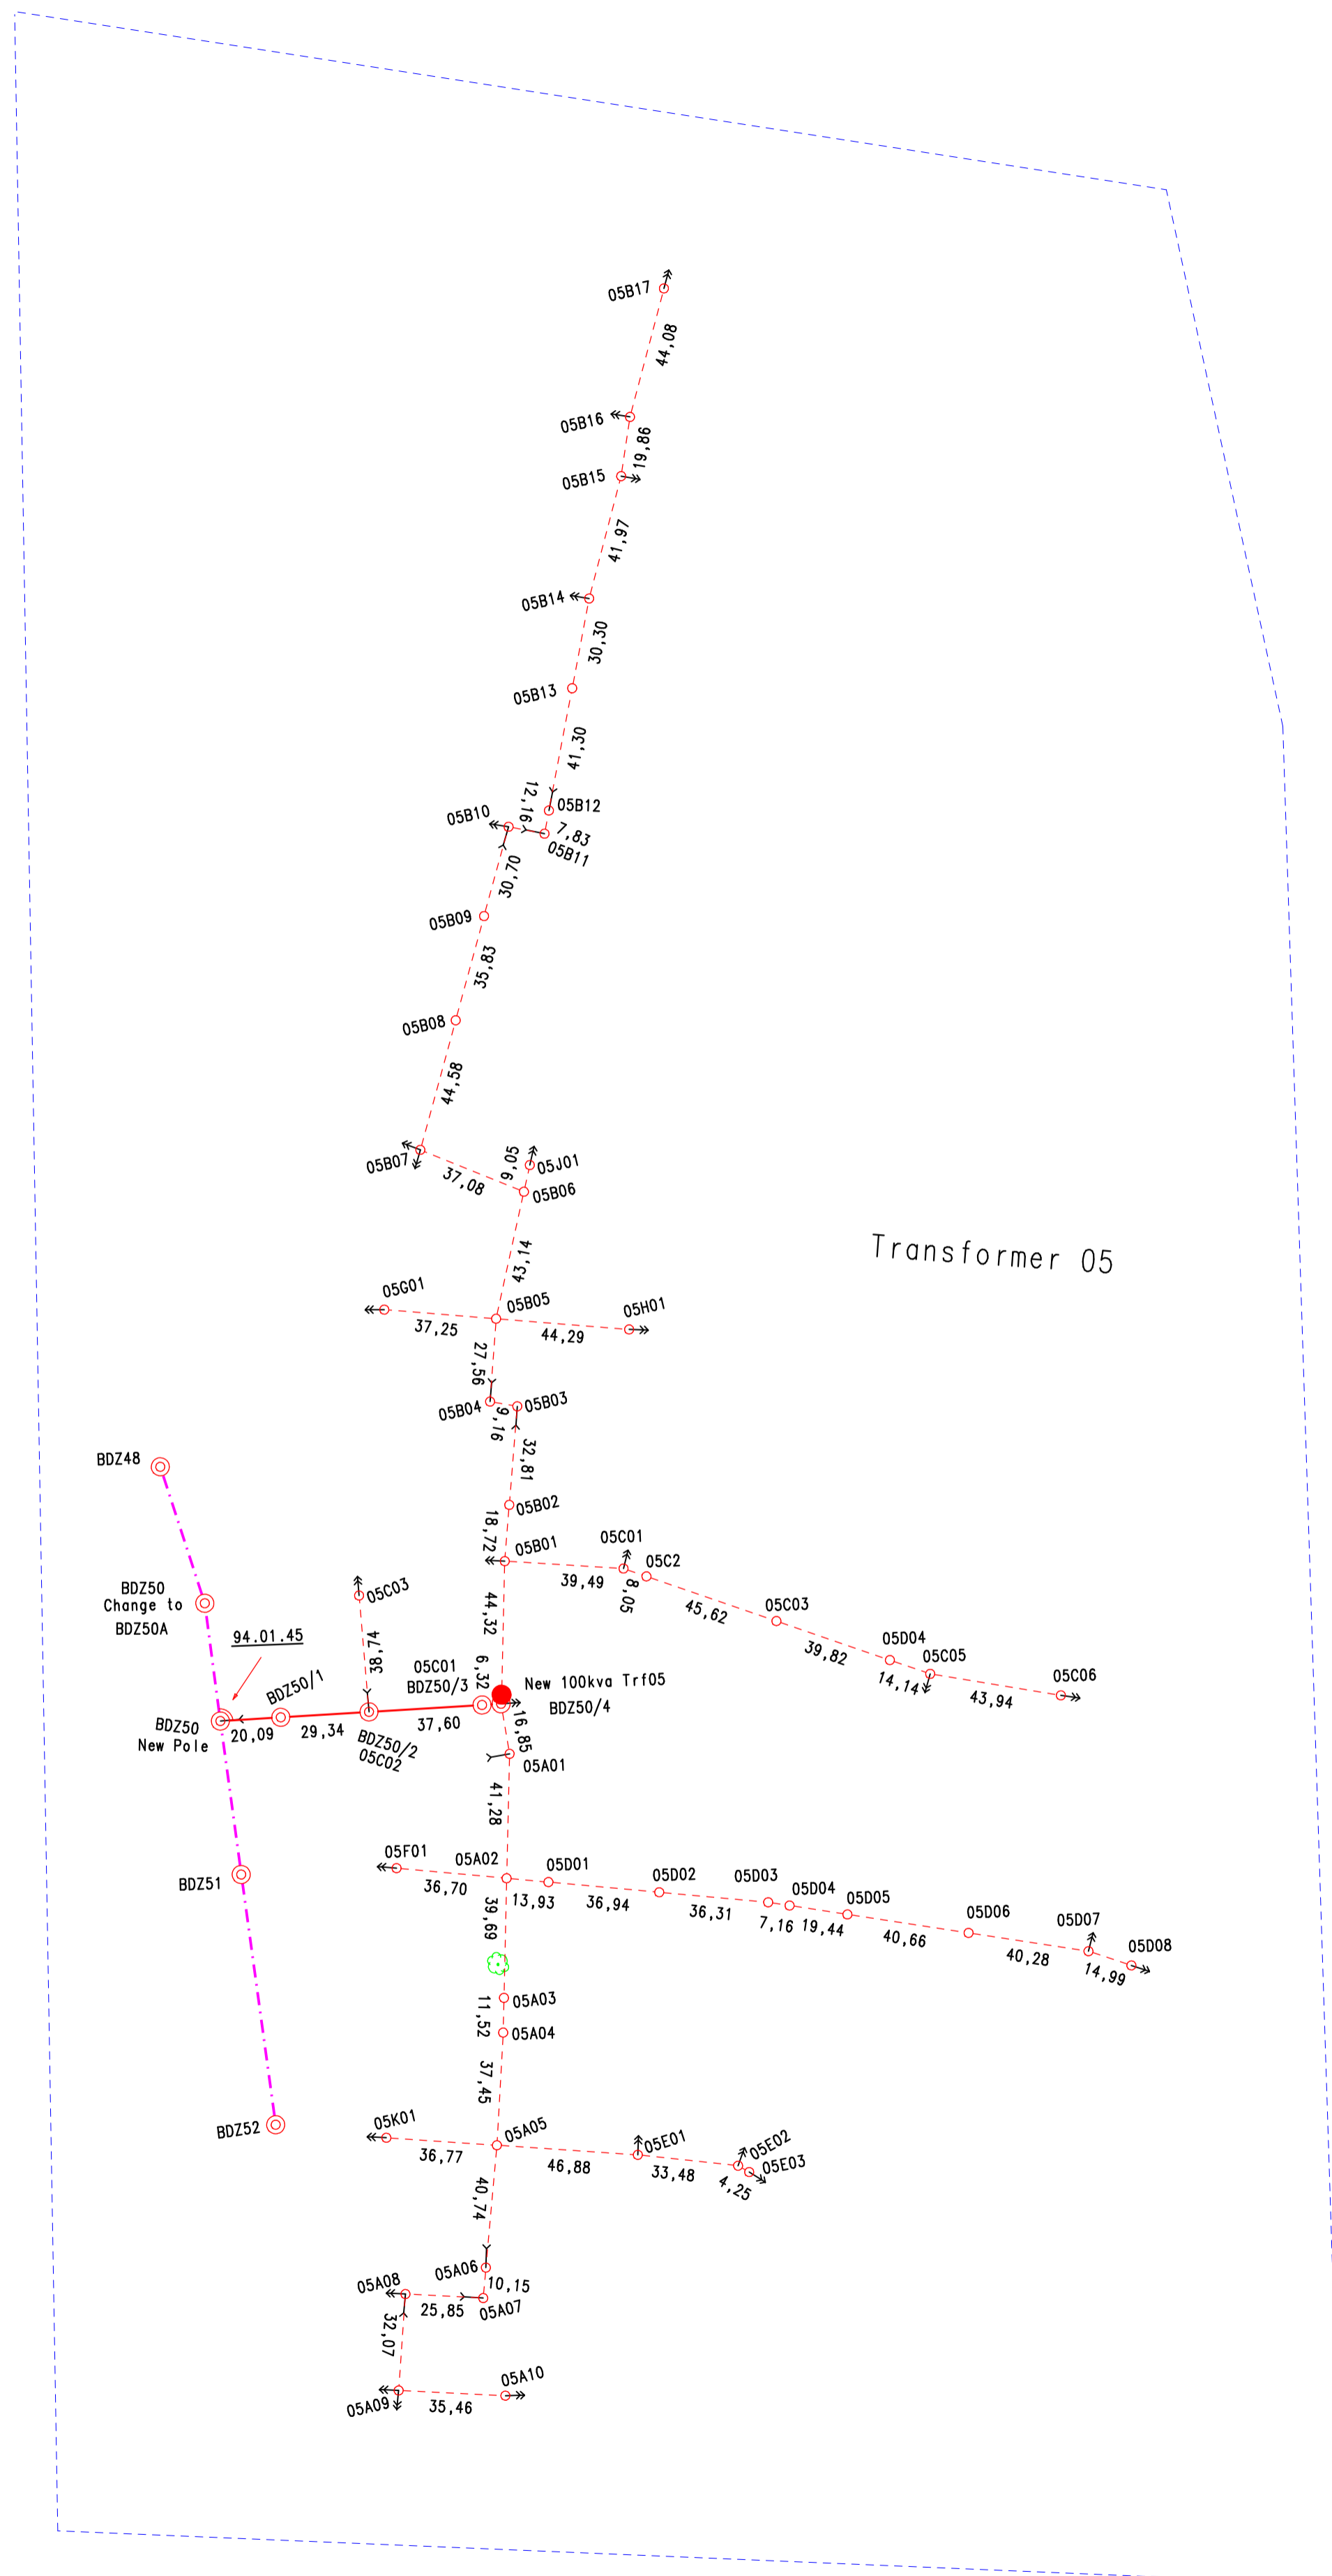 05B17
44,08
05B16
19,86
05B15
41,97
05B14
30,30
05B13
41,30
12,16
05B12
05B10
7,83
05B11
30,70
05B09
35,83
05B08
44,58
05B07
9,05
05J01
37,08
05B06
Transformer 05
43,14
05G01
05B05
05H01
37,25
44,29
27,56
05B04
9,16
05B03
BDZ48
32,81
05B02
18,72
05B01
05C01
05C2
39,49
8,05
BDZ50
Change to
BDZ50A
05C03
45,62
05C03
44,32
94.01.45
38,74
39,82
05D04
05C05
14,14
43,94
05C06
05C01
BDZ50/3
6,32
New 100kva Trf05
BDZ50/4
BDZ50/1
BDZ50
New Pole
20,09
29,34
37,60
16,85
BDZ50/2
05C02
05A01
41,28
05F01
05A02
05D01
05D02
05D03
05D04
05D05
05D06
05D07
05D08
BDZ51
36,70
13,93
36,94
36,31
7,16
19,44
40,66
40,28
14,99
39,69
05A03
11,52
05A04
37,45
BDZ52
05K01
05A05
05E01
05E02
05E03
36,77
46,88
33,48
4,25
40,74
05A06
05A08
10,15
25,85
05A07
32,07
05A10
05A09
35,46